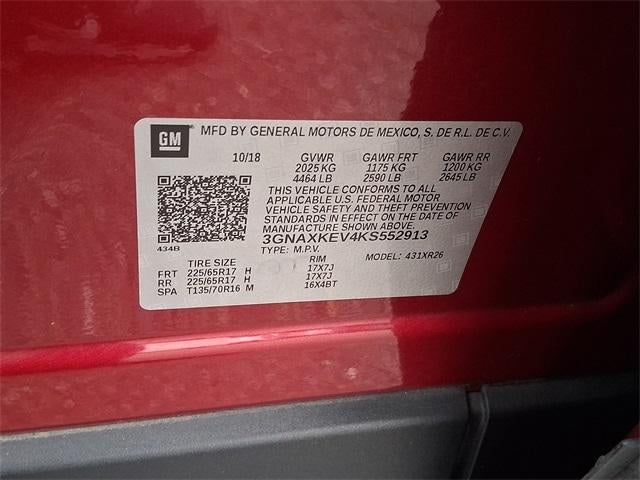 GM MFD BY GENERAL MOTORS DE MEXICO, S. DE R.L. DE C.V.
10/18 GVWR GAWR FRT GAWR RR
2025 KG 1175 KG 1200 KG
4464 LB 2590 LB 2645 LB
THIS VEHICLE CONFORMS TO ALL
APPLICABLE U.S. FEDERAL MOTOR
VEHICLE SAFETY AND THEFT PREVENTION
STANDARDS IN EFFECT ON THE DATE OF
MANUFACTURE SHOWN ABOVE.
3GNAXKEV4KS552913
434B
TYPE: M.P.V. MODEL: 431XR26
TIRE SIZE RIM
FRT 225/65R17 H 17X7J
RR 225/65R17 H 17X7J
SPA T135/70R16 M 16X4BT